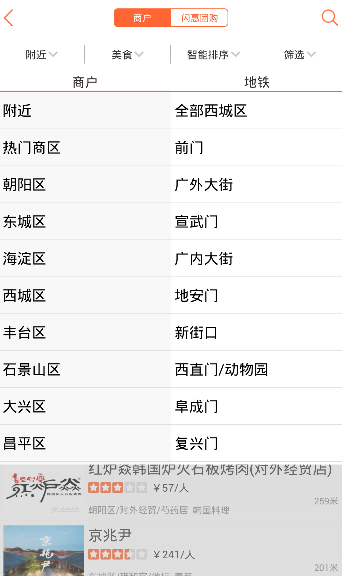 商户 闪惠团购
附近 美食 智能排序 筛选
商户 地铁
附近 全部西城区
热门商区 前门
朝阳区 广外大街
东城区 宣武门
海淀区 广内大街
西城区 地安门
丰台区 新街口
石景山区 西直门/动物园
大兴区 阜成门
昌平区 复兴门
红炉焱韩国炉火石板烤肉(对外经贸店)
¥57/人
259米
朝阳区/对外经贸/芍药居 韩国料理
京兆尹
¥241/人
201米